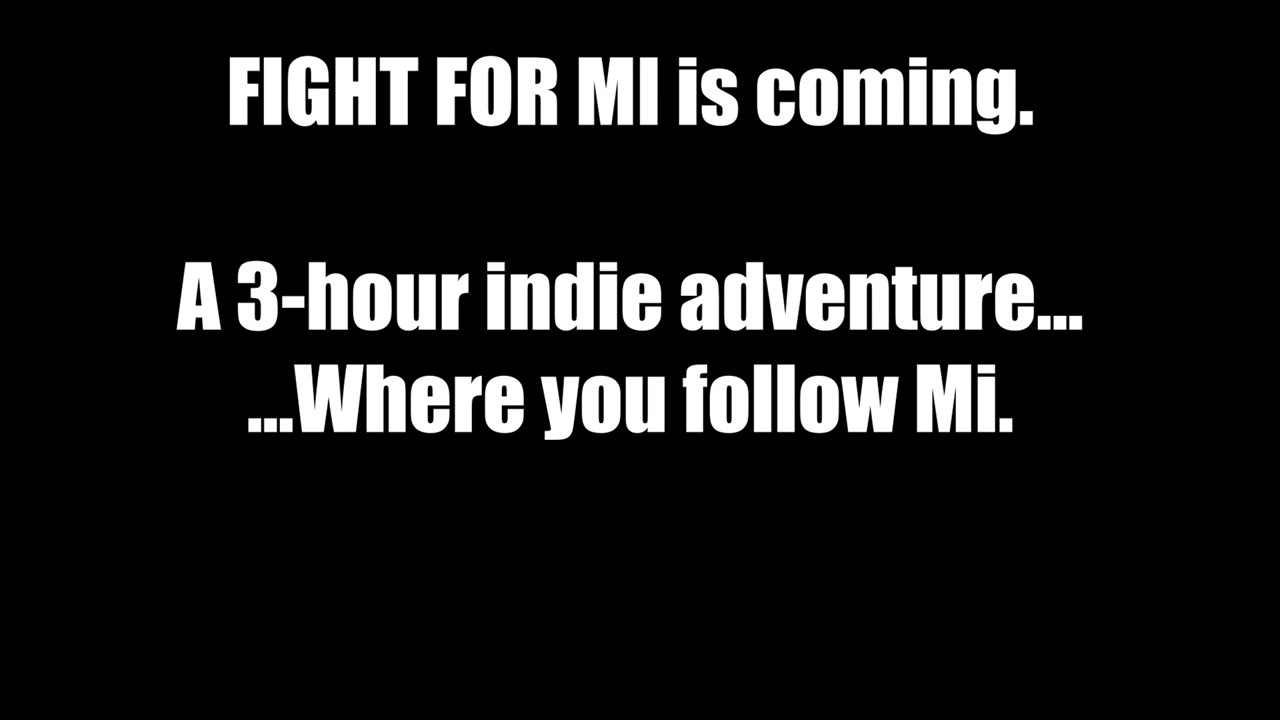 FIGHT FOR MI is coming.
A 3-hour indie adventure...
...Where you follow Mi.